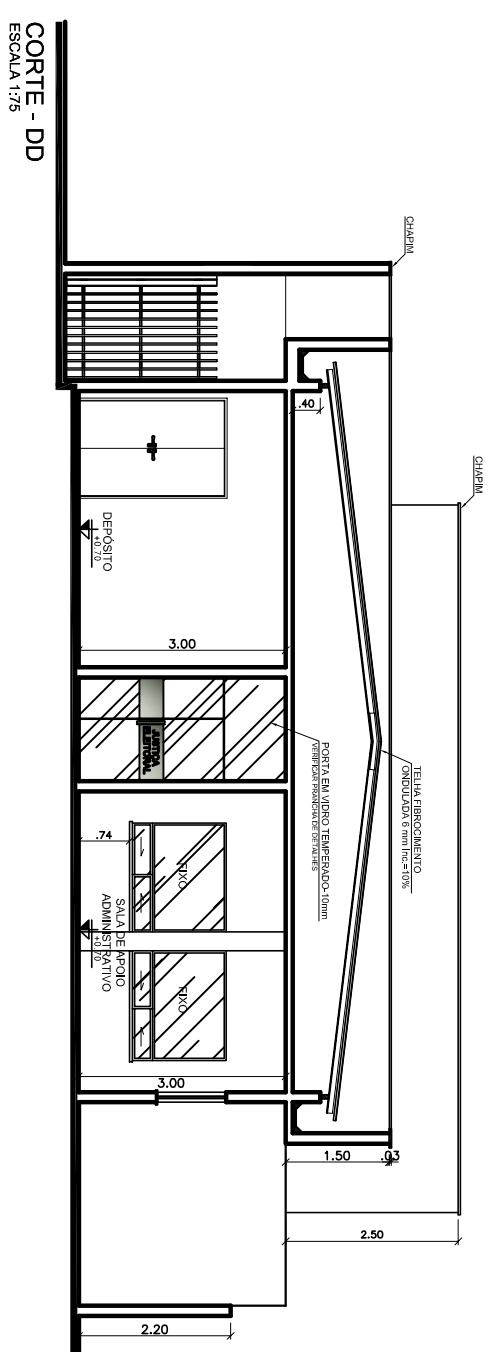 CORTE - DD
ESCALA 1:75
CHAPIM
CHAPIM
.40
TELHA FIBROCIMENTO
ONDULADA 6 mm Inc.=10%
DEPÓSITO
+0.70
3.00
PORTA EM VIDRO TEMPERADO-10mm
VERIFICAR PRANCHA DE DETALHES
JUSTIÇA
ELEITORAL
.74
FIXO
FIXO
SALA DE APOIO
ADMINISTRATIVO
+0.70
3.00
1.50
.03
2.50
2.20